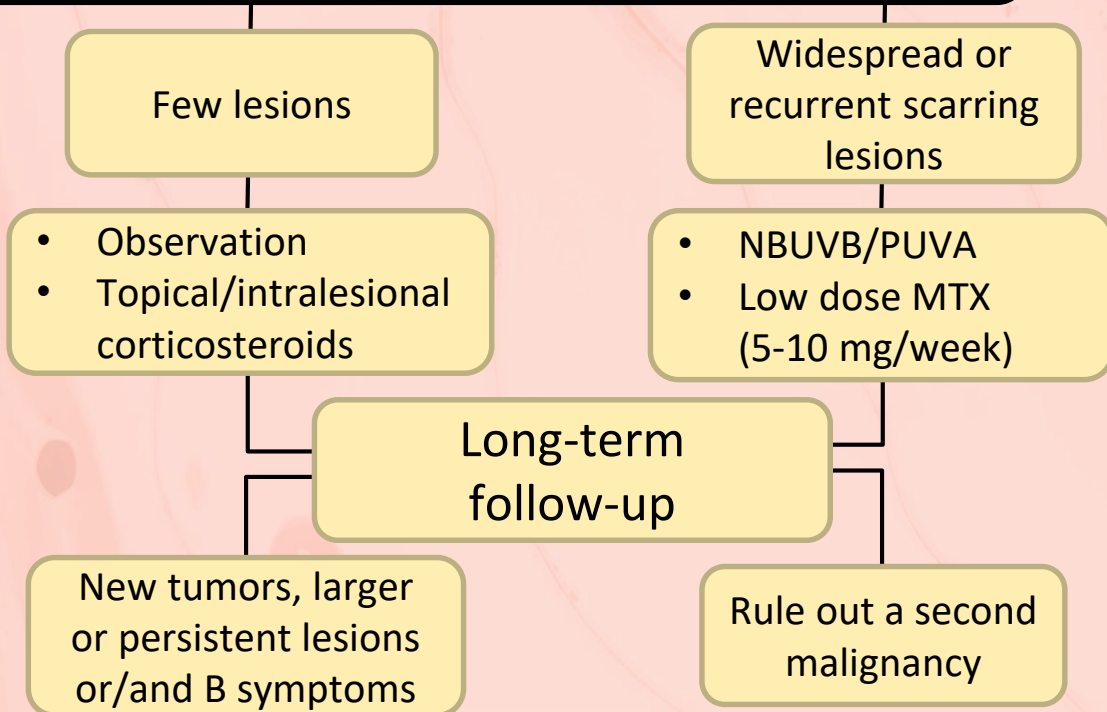 Few lesions
Widespread or
recurrent scarring
lesions
• Observation
• Topical/intralesional
corticosteroids
• NBUVB/PUVA
• Low dose MTX
(5-10 mg/week)
Long-term
follow-up
New tumors, larger
or persistent lesions
or/and B symptoms
Rule out a second
malignancy